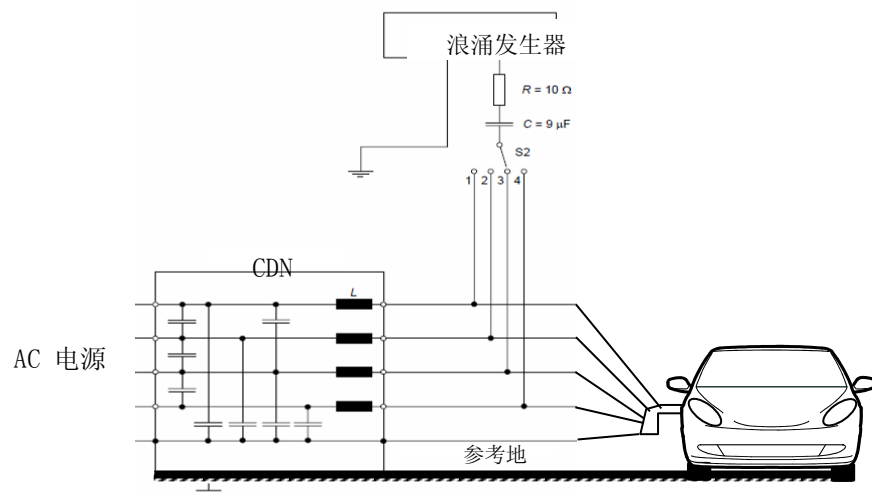 浪涌发生器
R = 10 Ω
C = 9 μF
S2
1 2 3 4
CDN
L
AC 电源
参考地